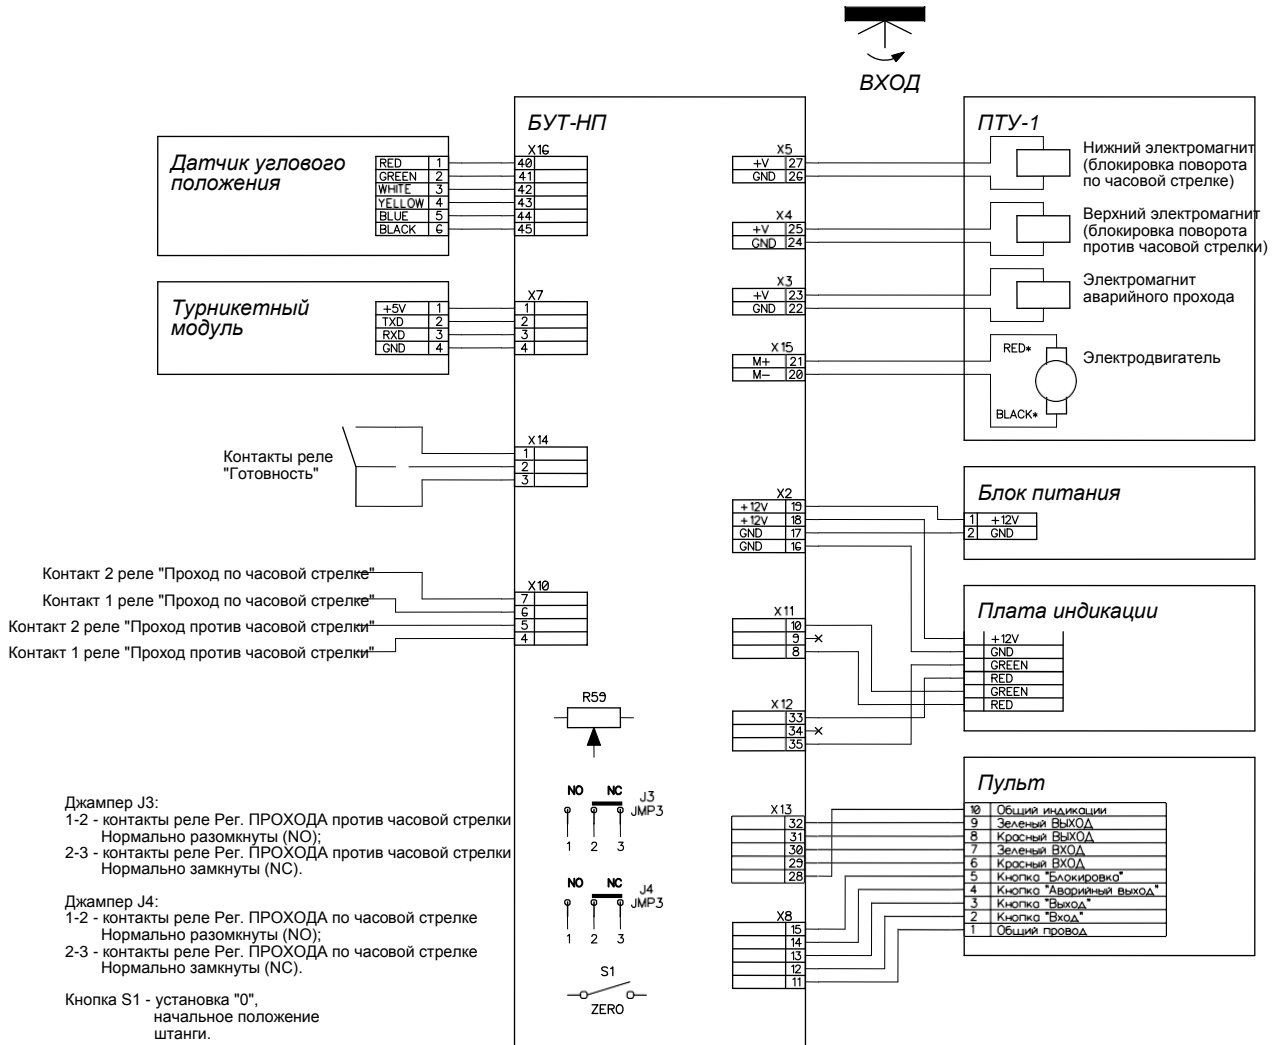 ВХОД
БУТ-НП
Датчик углового
положения
RED 1
GREEN 2
WHITE 3
YELLOW 4
BLUE 5
BLACK 6
X16
40
41
42
43
44
45
Турникетный
модуль
+5V 1
TXD 2
RXD 3
GND 4
X7
1
2
3
4
Контакты реле
"Готовность"
X14
1
2
3
Контакт 2 реле "Проход по часовой стрелке"
Контакт 1 реле "Проход по часовой стрелке"
Контакт 2 реле "Проход против часовой стрелки"
Контакт 1 реле "Проход против часовой стрелки"
X10
7
6
5
4
R59
NO NC J3
JMP3
1 2 3
NO NC J4
JMP3
1 2 3
S1
ZERO
Джампер J3:
1-2 - контакты реле Рег. ПРОХОДА против часовой стрелки
Нормально разомкнуты (NO);
2-3 - контакты реле Рег. ПРОХОДА против часовой стрелки
Нормально замкнуты (NC).
Джампер J4:
1-2 - контакты реле Рег. ПРОХОДА по часовой стрелке
Нормально разомкнуты (NO);
2-3 - контакты реле Рег. ПРОХОДА по часовой стрелке
Нормально замкнуты (NC).
Кнопка S1 - установка "0",
начальное положение
штанги.
X5
+V 27
GND 26
X4
+V 25
GND 24
X3
+V 23
GND 22
X15
M+ 21
M- 20
X2
+12V 19
+12V 18
GND 17
GND 16
X11
10
9
8
X12
33
34
35
X13
32
31
30
29
28
X8
15
14
13
12
11
ПТУ-1
Нижний электромагнит
(блокировка поворота
по часовой стрелке)
Верхний электромагнит
(блокировка поворота
против часовой стрелки)
Электромагнит
аварийного прохода
RED*
Электродвигатель
BLACK*
Блок питания
1 +12V
2 GND
Плата индикации
+12V
GND
GREEN
RED
GREEN
RED
Пульт
10 Общий индикации
9 Зеленый ВЫХОД
8 Красный ВЫХОД
7 Зеленый ВХОД
6 Красный ВХОД
5 Кнопка "Блокировка"
4 Кнопка "Аварийный выход"
3 Кнопка "Выход"
2 Кнопка "Вход"
1 Общий провод